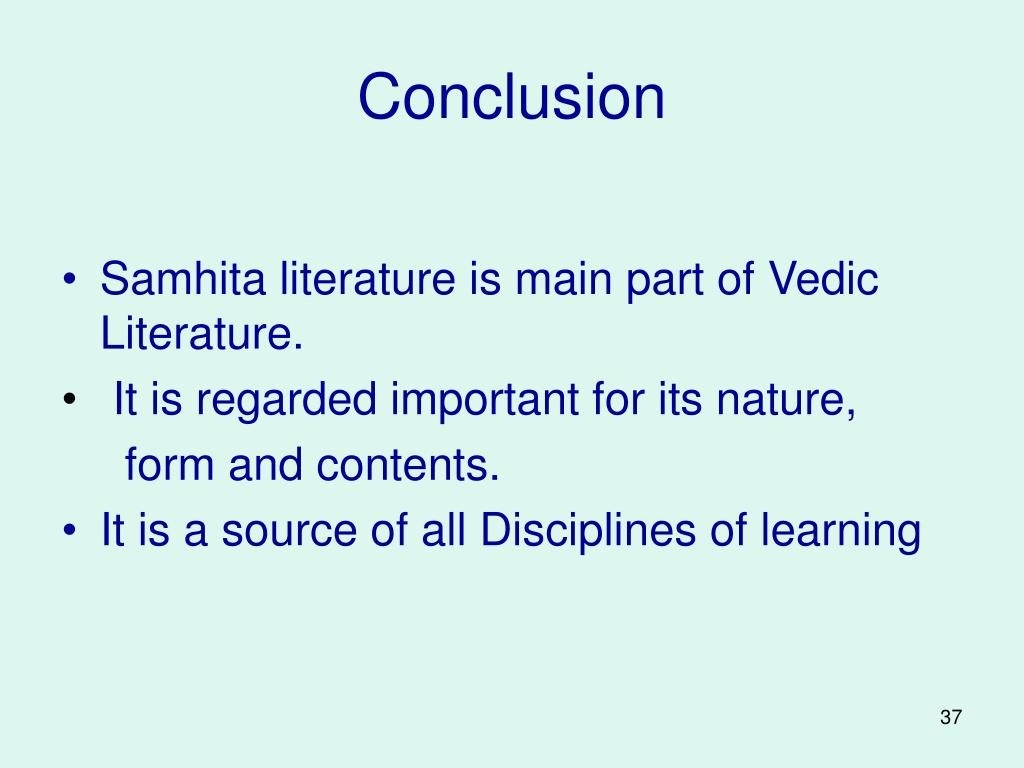 Conclusion
• Samhita literature is main part of Vedic
Literature.
• It is regarded important for its nature,
form and contents.
• It is a source of all Disciplines of learning
37